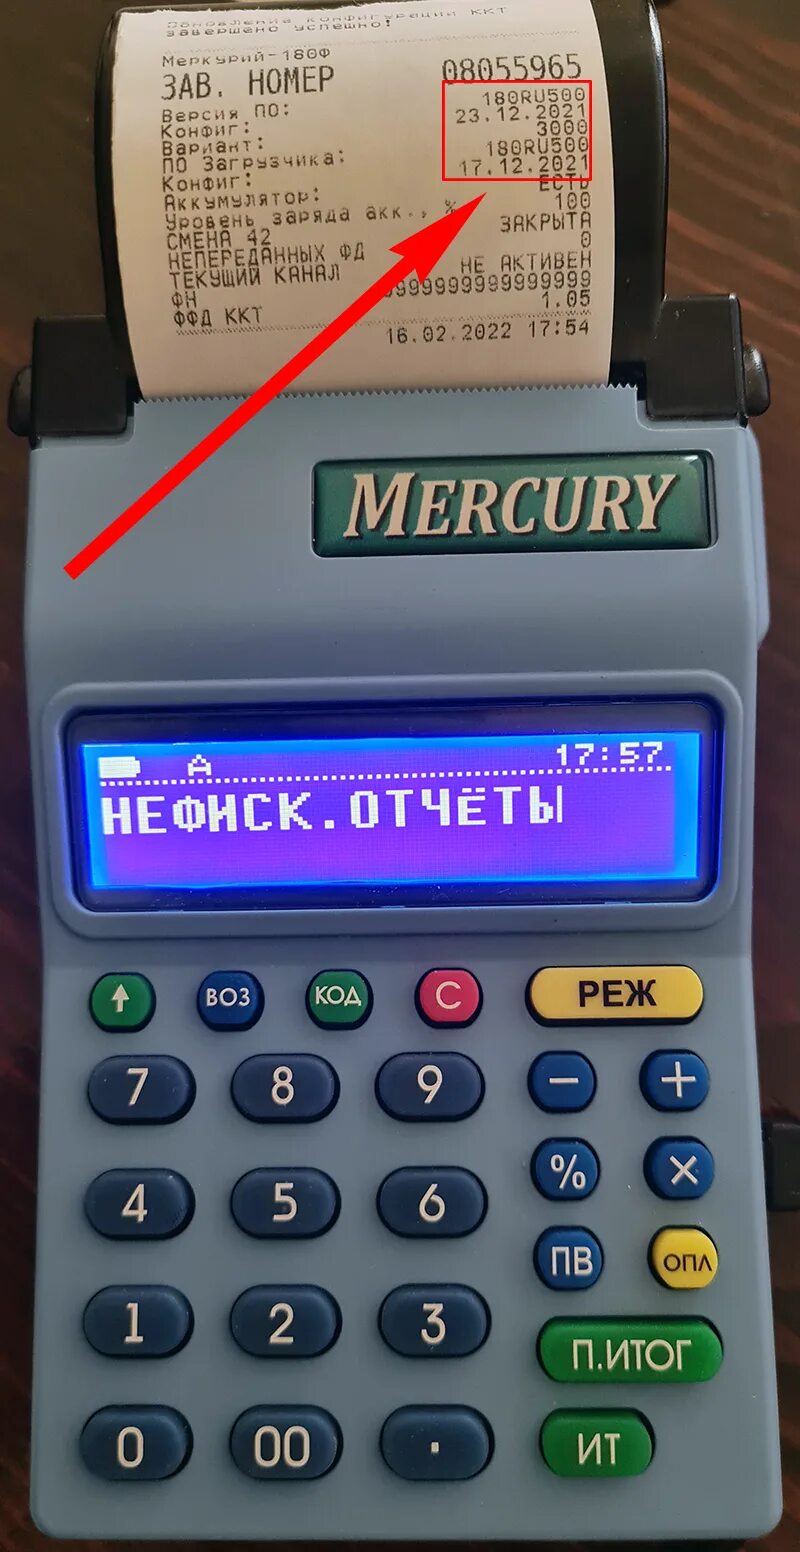 Обновление конфигурации ККТ
завершено успешно!
Меркурий-180Ф
ЗАВ. НОМЕР 08055965
Версия ПО: 180RU500
Конфиг: 23.12.2021
Вариант: 3000
ПО Загрузчика: 180RU500
Конфиг: 17.12.2021
Аккумулятор: ЕСТЬ
Уровень заряда акк., % 100
СМЕНА 42 ЗАКРЫТА
НЕПЕРЕДАННЫХ ФД 0
ТЕКУЩИЙ КАНАЛ НЕ АКТИВЕН
ФН 9999999999999999
ФФД ККТ 1.05
16.02.2022 17:54
MERCURY
А 17:57
НЕФИСК.ОТЧЁТЫ
ВОЗ КОД С РЕЖ
7 8 9 − +
4 5 6 % ×
ПВ ОПЛ
1 2 3 П.ИТОГ
0 00 . ИТ